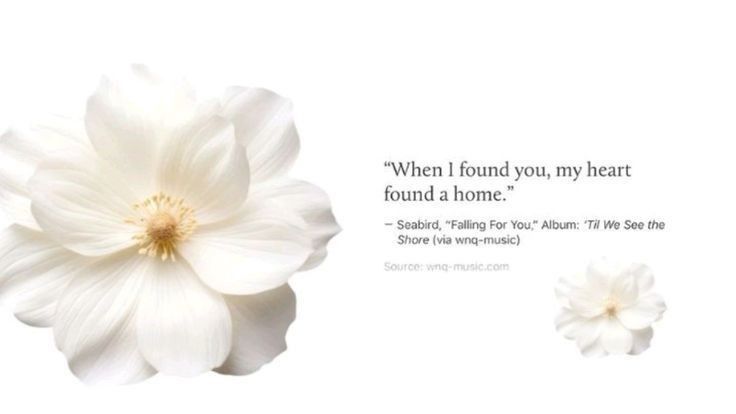 “When I found you, my heart
found a home.”
— Seabird, “Falling For You,” Album: ‘Til We See the
Shore (via wnq-music)
Source: wnq-music.com